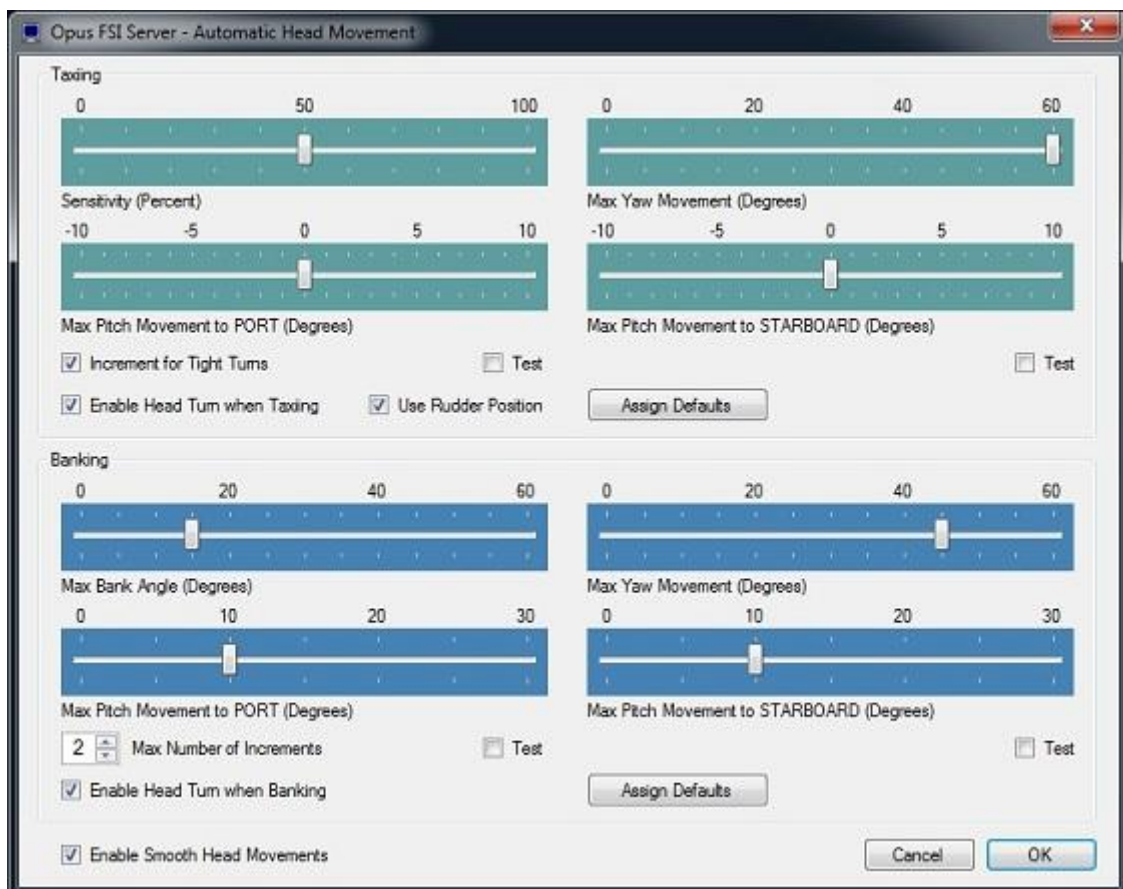 Opus FSI Server - Automatic Head Movement
Taxiing
0 50 100 0 20 40 60
Sensitivity (Percent) Max Yaw Movement (Degrees)
-10 -5 0 5 10 -10 -5 0 5 10
Max Pitch Movement to PORT (Degrees) Max Pitch Movement to STARBOARD (Degrees)
Increment for Tight Turns Test Test
Enable Head Turn when Taxing Use Rudder Position Assign Defaults
Banking
0 20 40 60 0 20 40 60
Max Bank Angle (Degrees) Max Yaw Movement (Degrees)
0 10 20 30 0 10 20 30
Max Pitch Movement to PORT (Degrees) Max Pitch Movement to STARBOARD (Degrees)
2 Max Number of Increments Test Test
Enable Head Turn when Banking Assign Defaults
Enable Smooth Head Movements Cancel OK